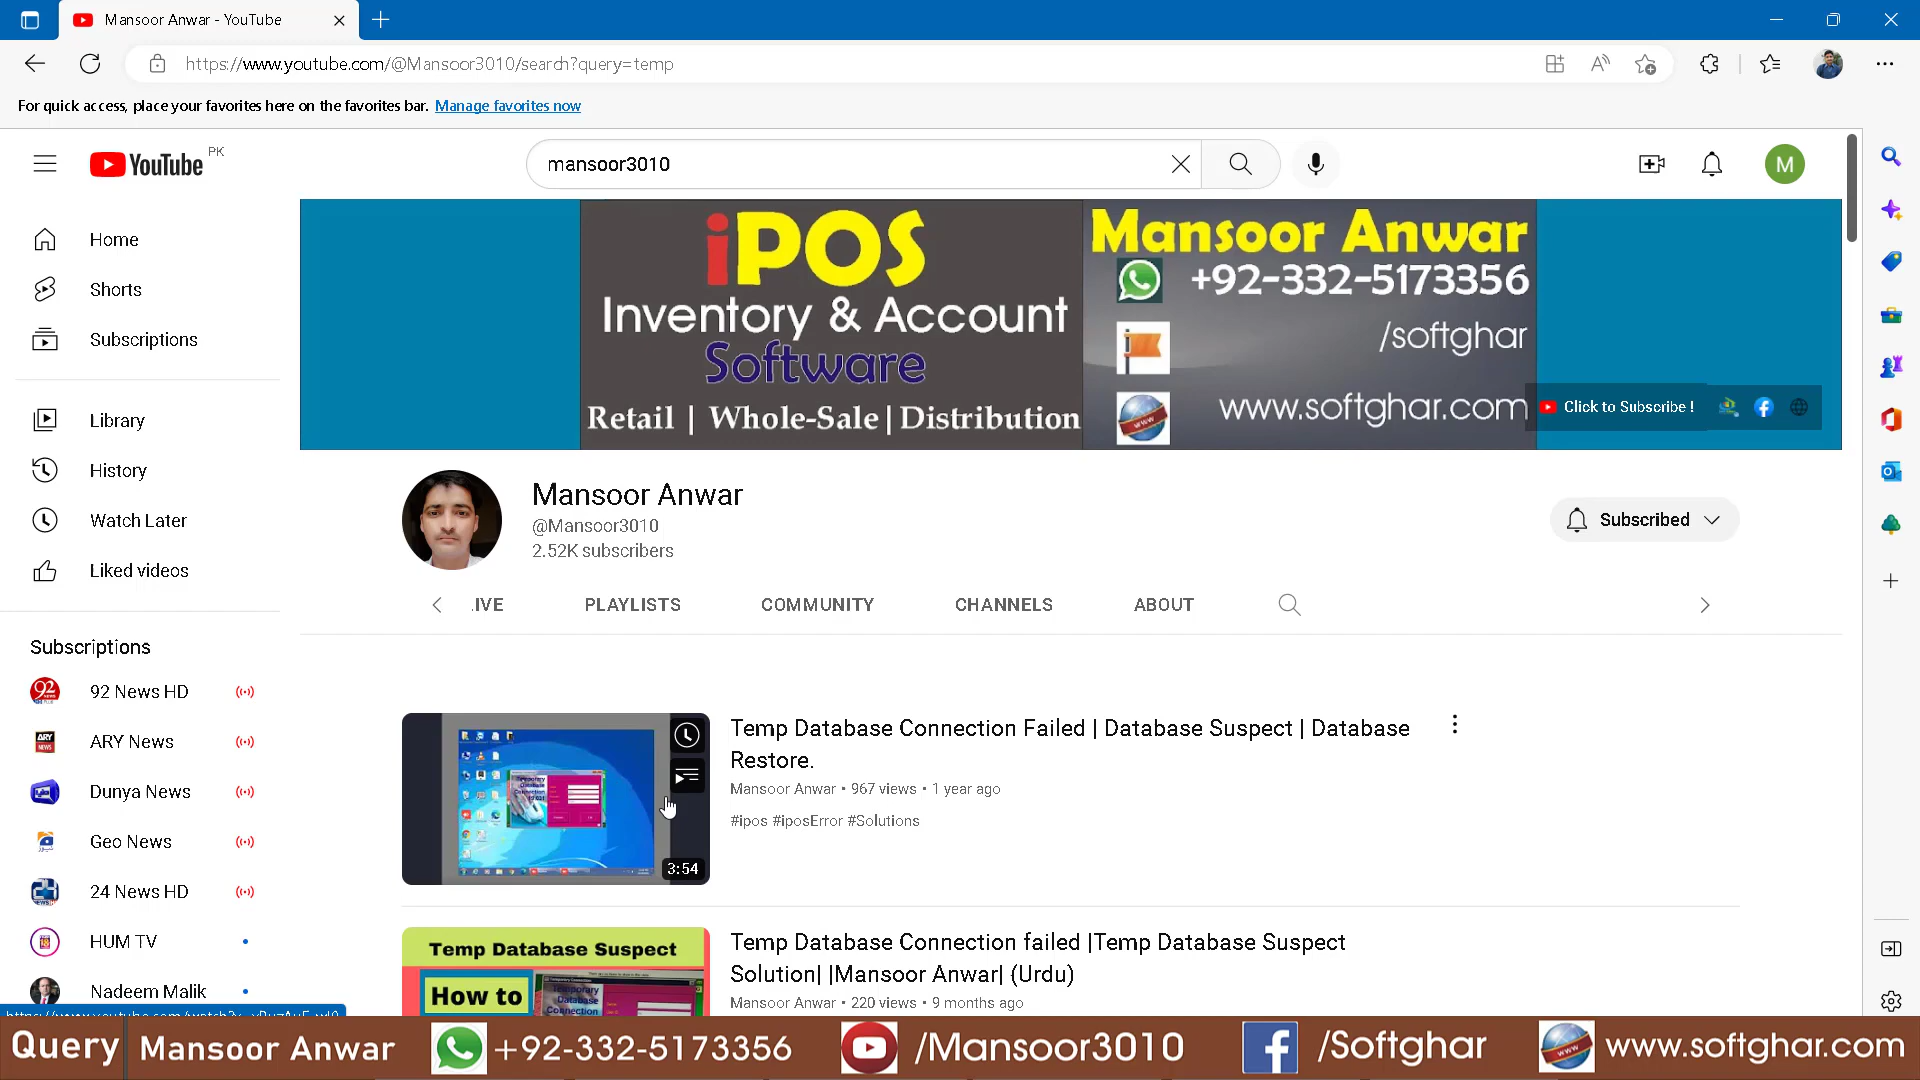 Mansoor Anwar - YouTube
https://www.youtube.com/@Mansoor3010/search?query=temp
For quick access, place your favorites here on the favorites bar. Manage favorites now
YouTube PK
mansoor3010
M
Home
Shorts
Subscriptions
Library
History
Watch Later
Liked videos
Subscriptions
92 News HD
ARY News
Dunya News
Geo News
24 News HD
HUM TV
Nadeem Malik
iPOS
Inventory & Account
Software
Retail | Whole-Sale | Distribution
Mansoor Anwar
+92-332-5173356
/softghar
www.softghar.com
Click to Subscribe !
Mansoor Anwar
@Mansoor3010
2.52K subscribers
Subscribed
IVE
PLAYLISTS
COMMUNITY
CHANNELS
ABOUT
Temporary
Database
Connection
3:54
Temp Database Connection Failed | Database Suspect | Database
Restore.
Mansoor Anwar • 967 views • 1 year ago
#ipos #iposError #Solutions
Temp Database Suspect
How to
Temporary
Database
Connection
Temp Database Connection failed |Temp Database Suspect
Solution| |Mansoor Anwar| (Urdu)
Mansoor Anwar • 220 views • 9 months ago
Query Mansoor Anwar +92-332-5173356 /Mansoor3010 /Softghar www.softghar.com